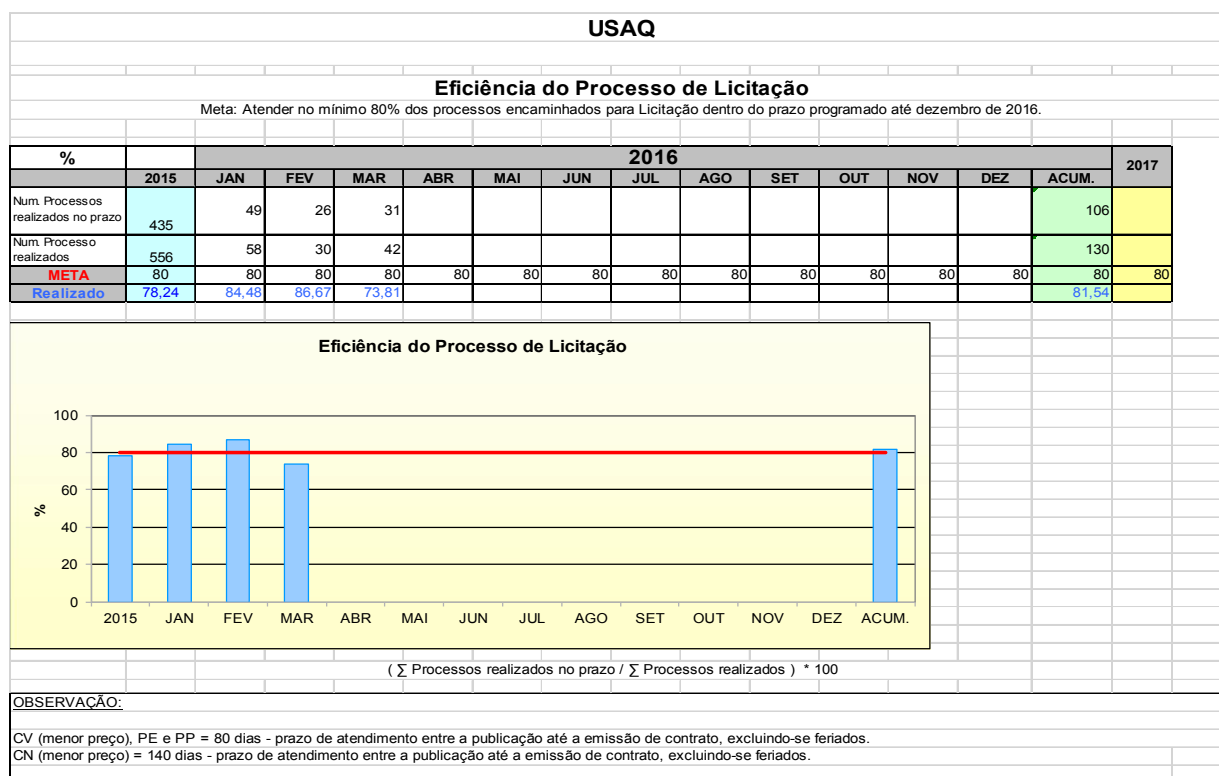 USAQ
Eficiência do Processo de Licitação
Meta: Atender no mínimo 80% dos processos encaminhados para Licitação dentro do prazo programado até dezembro de 2016.
% 2016 2017
2015 JAN FEV MAR ABR MAI JUN JUL AGO SET OUT NOV DEZ ACUM.
Num. Processos
realizados no prazo 435 49 26 31 106
Num. Processo
realizados 556 58 30 42 130
META 80 80 80 80 80 80 80 80 80 80 80 80 80 80 80
Realizado 78,24 84,48 86,67 73,81 81,54
Eficiência do Processo de Licitação
100
80
60
40
20
0
%
2015 JAN FEV MAR ABR MAI JUN JUL AGO SET OUT NOV DEZ ACUM.
( ∑ Processos realizados no prazo / ∑ Processos realizados ) * 100
OBSERVAÇÃO:
CV (menor preço), PE e PP = 80 dias - prazo de atendimento entre a publicação até a emissão de contrato, excluindo-se feriados.
CN (menor preço) = 140 dias - prazo de atendimento entre a publicação até a emissão de contrato, excluindo-se feriados.